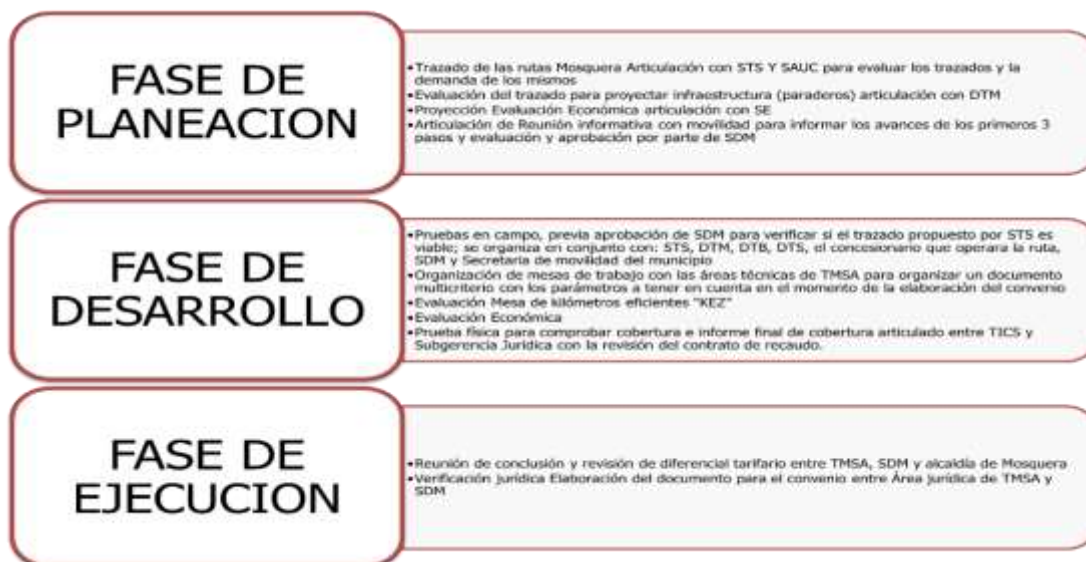 FASE DE
PLANEACION
•Trazado de las rutas Mosquera Articulación con STS Y SAUC para evaluar los trazados y la
demanda de los mismos
•Evaluación del trazado para proyectar infraestructura (paraderos) articulación con DTM
•Proyección Evaluación Económica articulación con SE
•Articulación de Reunión informativa con movilidad para informar los avances de los primeros 3
pasos y evaluación y aprobación por parte de SDM
FASE DE
DESARROLLO
•Pruebas en campo, previa aprobación de SDM para verificar si el trazado propuesto por STS es
viable; se organiza en conjunto con: STS, DTM, DTB, DTS, el concesionario que operara la ruta,
SDM y Secretaria de movilidad del municipio
•Organización de mesas de trabajo con las áreas técnicas de TMSA para organizar un documento
multicriterio con los parámetros a tener en cuenta en el momento de la elaboración del convenio
•Evaluación Mesa de kilómetros eficientes "KEZ"
•Evaluación Económica
•Prueba física para comprobar cobertura e informe final de cobertura articulado entre TICS y
Subgerencia Jurídica con la revisión del contrato de recaudo.
FASE DE
EJECUCION
•Reunión de conclusión y revisión de diferencial tarifario entre TMSA, SDM y alcaldía de Mosquera
•Verificación jurídica Elaboración del documento para el convenio entre Área jurídica de TMSA y
SDM